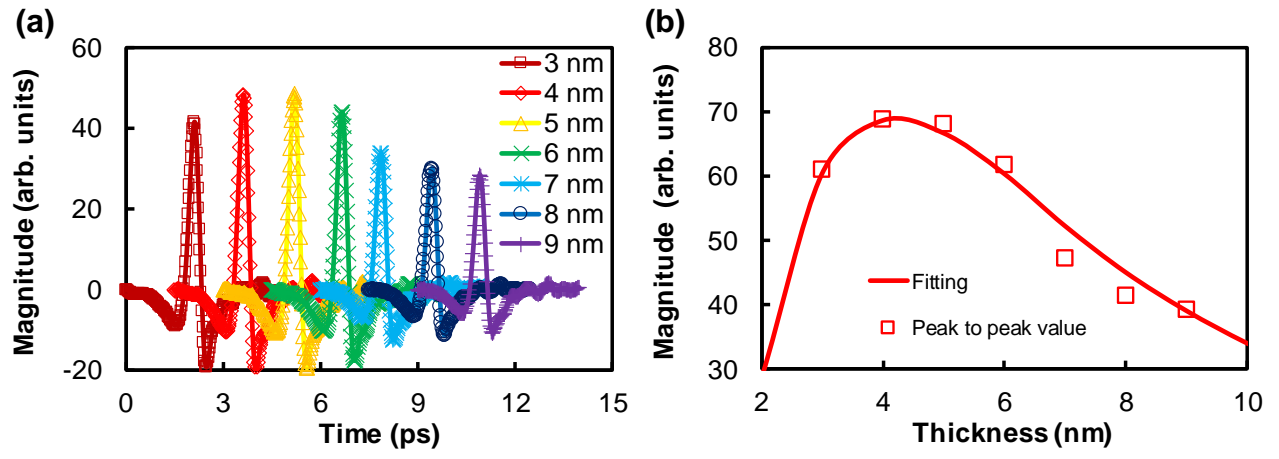 (a)
Magnitude (arb. units)
60
40
20
0
-20
0
3
6
9
12
15
Time (ps)
3 nm
4 nm
5 nm
6 nm
7 nm
8 nm
9 nm
(b)
Magnitude (arb. units)
80
70
60
50
40
30
2
4
6
8
10
Thickness (nm)
Fitting
Peak to peak value